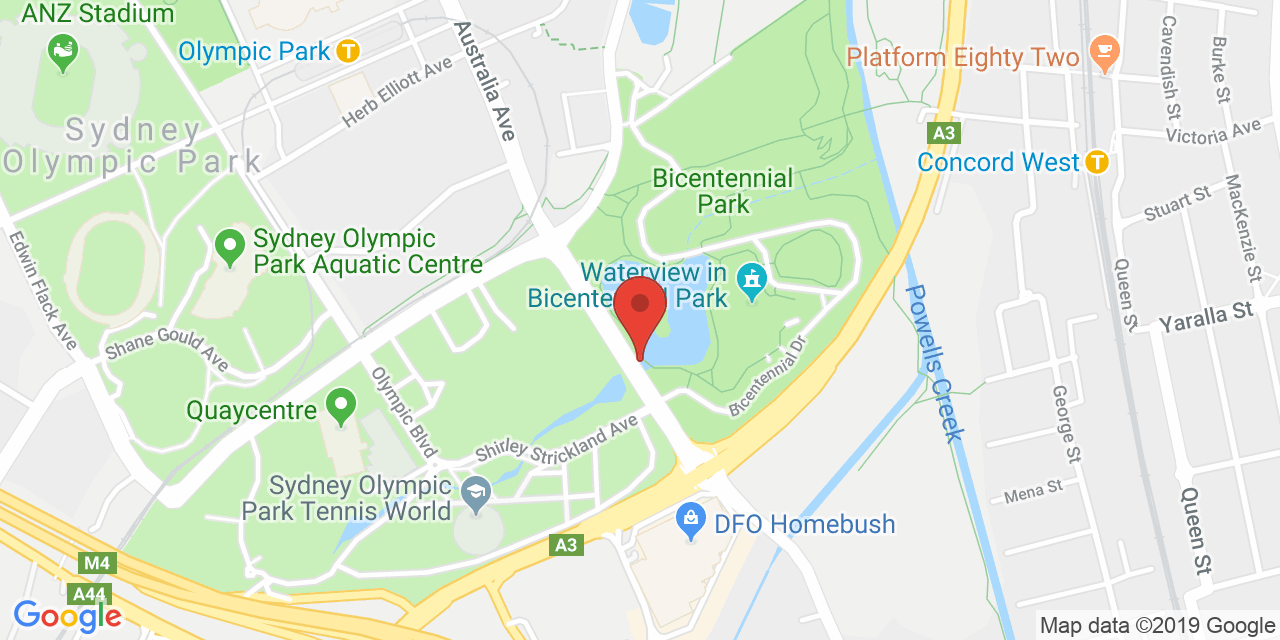 ANZ Stadium
Olympic Park
T
Herb Elliott Ave
Australia Ave
Platform Eighty Two
Cavendish St
Burke St
A3
Victoria Ave
Sydney
Olympic Park
Concord West
T
Bicentennial
Park
Stuart St
MacKenzie St
Edwin Flack Ave
Sydney Olympic
Park Aquatic Centre
Waterview in
Bicente d Park
Queen St
Yaralla St
Powells Creek
Shane Gould Ave
Olympic Blvd
Bicentennial Dr
Quaycentre
George St
Shirley Strickland Ave
Sydney Olympic
Park Tennis World
Mena St
Queen St
DFO Homebush
A3
M4
A44
Google
Map data ©2019 Google